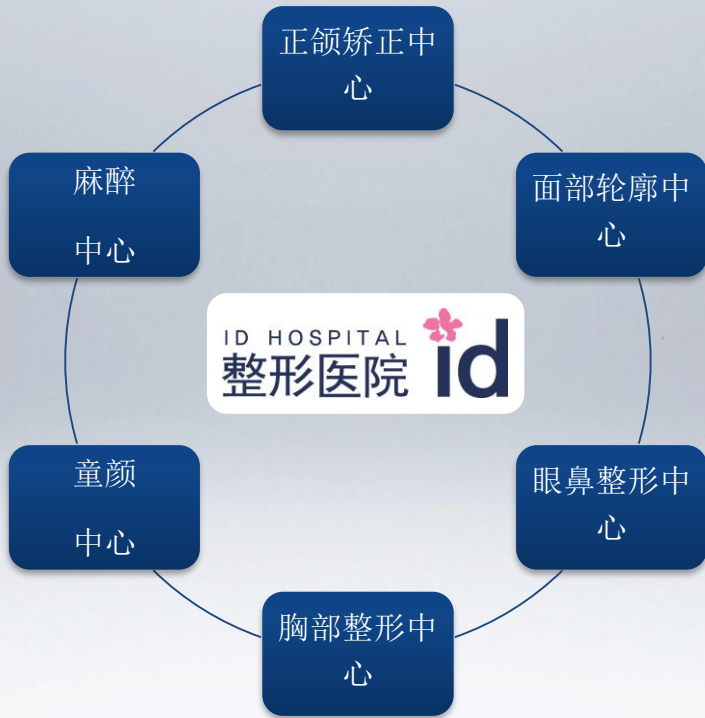 正颌矫正中
心
麻醉
中心
面部轮廓中
心
ID HOSPITAL
整形医院 id
童颜
中心
眼鼻整形中
心
胸部整形中
心